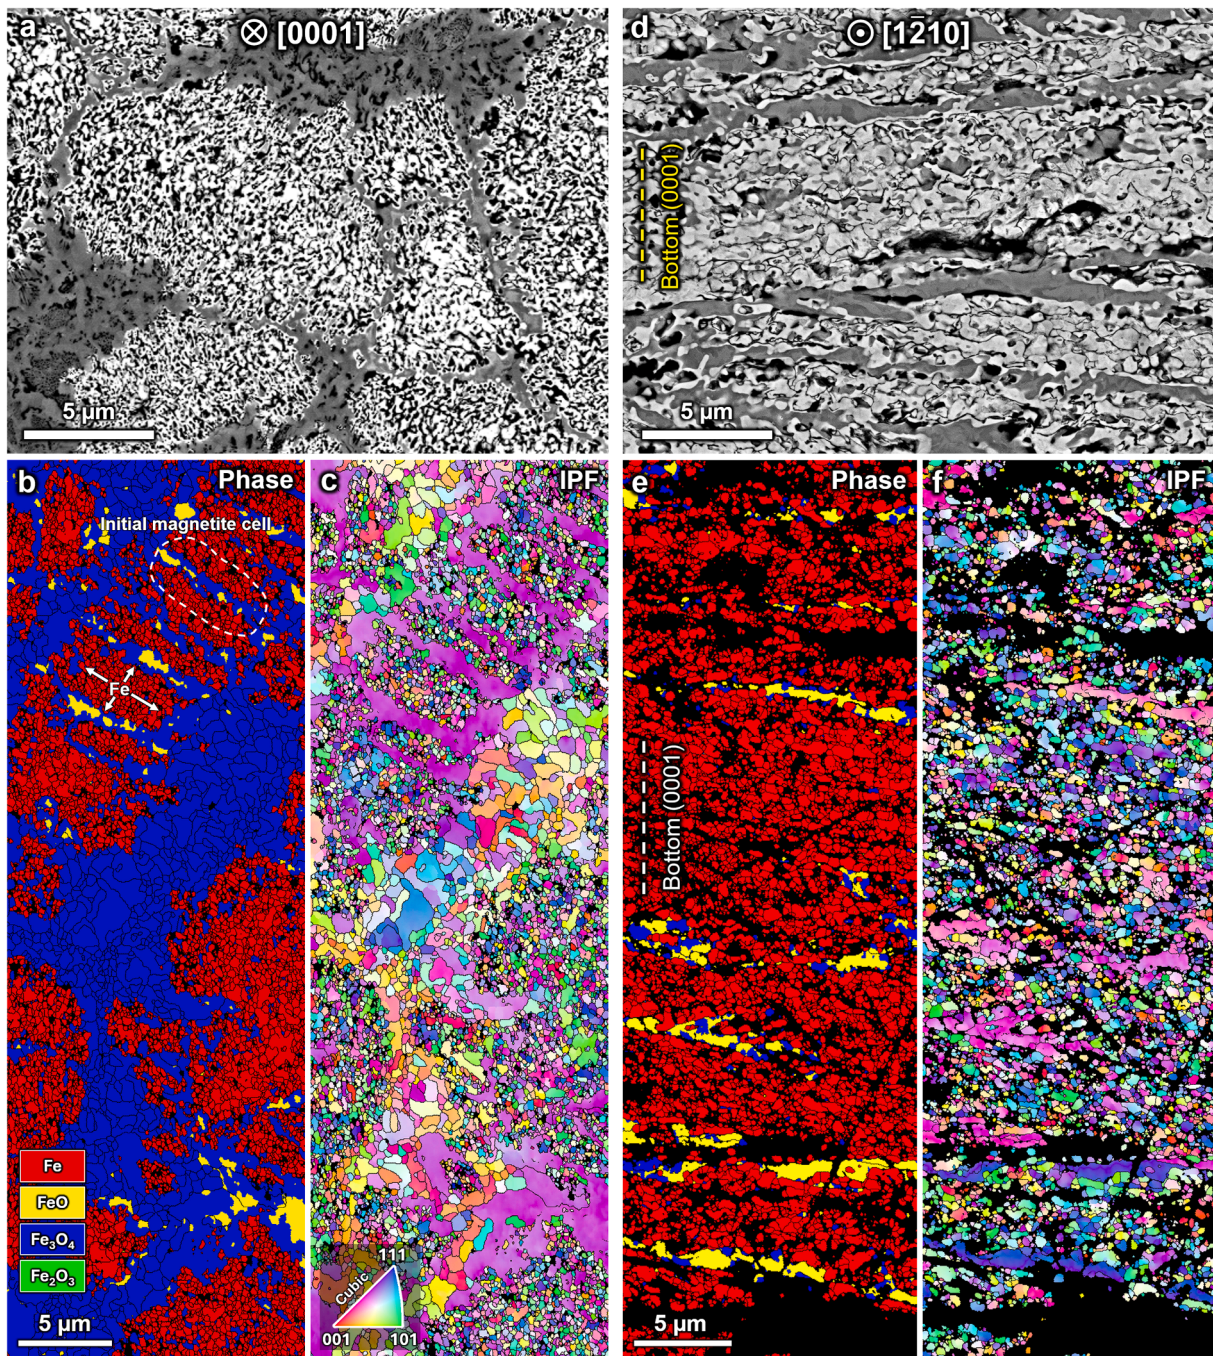 a
⊗ [0001]
5 µm
d
⊙ [1-210]
Bottom (0001)
5 µm
b
Phase
Initial magnetite cell
Fe
Fe
FeO
Fe₃O₄
Fe₂O₃
5 µm
c
IPF
Cubic
111
001
101
e
Phase
Bottom (0001)
5 µm
f
IPF